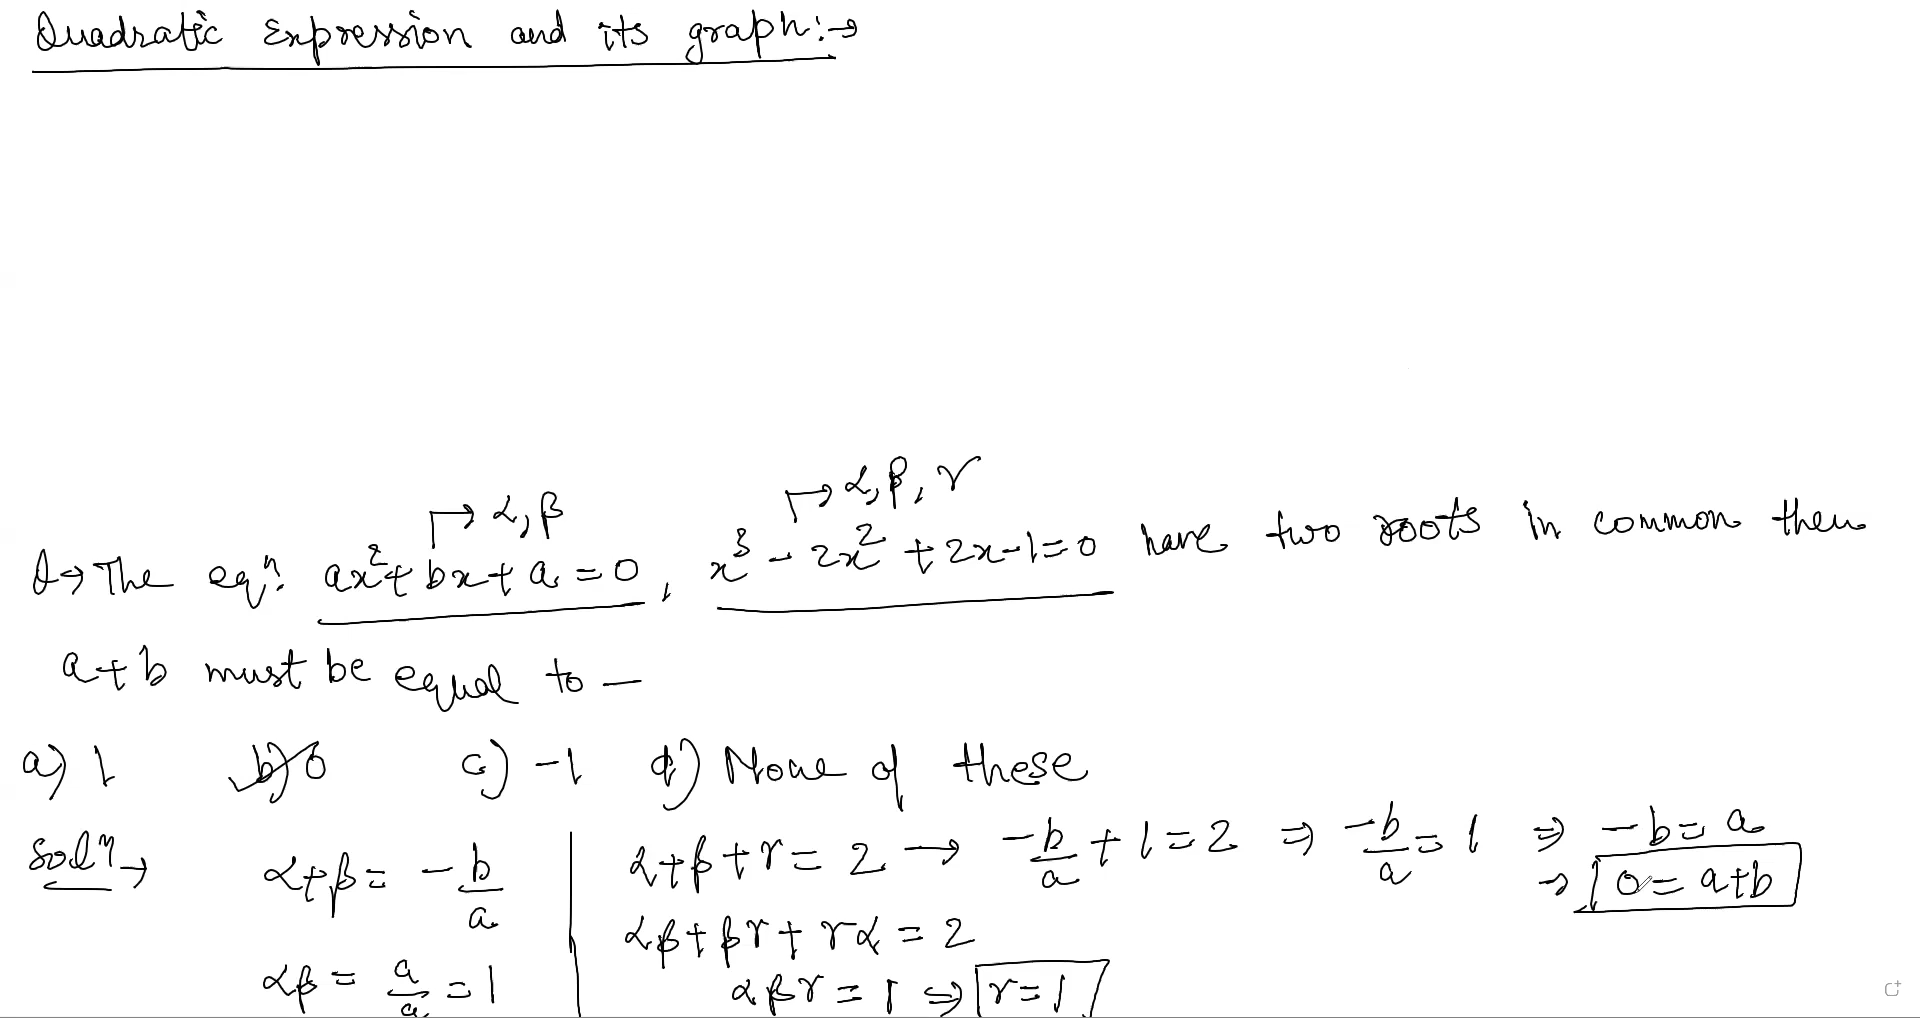 Quadratic Expression and its graph:→
→ α, β
→ α, β, γ
Q→ The eqⁿ. ax²+bx+a=0, x³-2x²+2x-1=0 have two roots in common then
a+b must be equal to —
a) 1 b) 0 c) -1 d) None of these
Solⁿ→
α+β = -b/a
αβ = a/a = 1
α+β+γ = 2 → -b/a + 1 = 2 ⇒ -b/a = 1 ⇒ -b = a
⇒ 0 = a+b
αβ+βγ+γα = 2
αβγ = 1 ⇒ γ=1